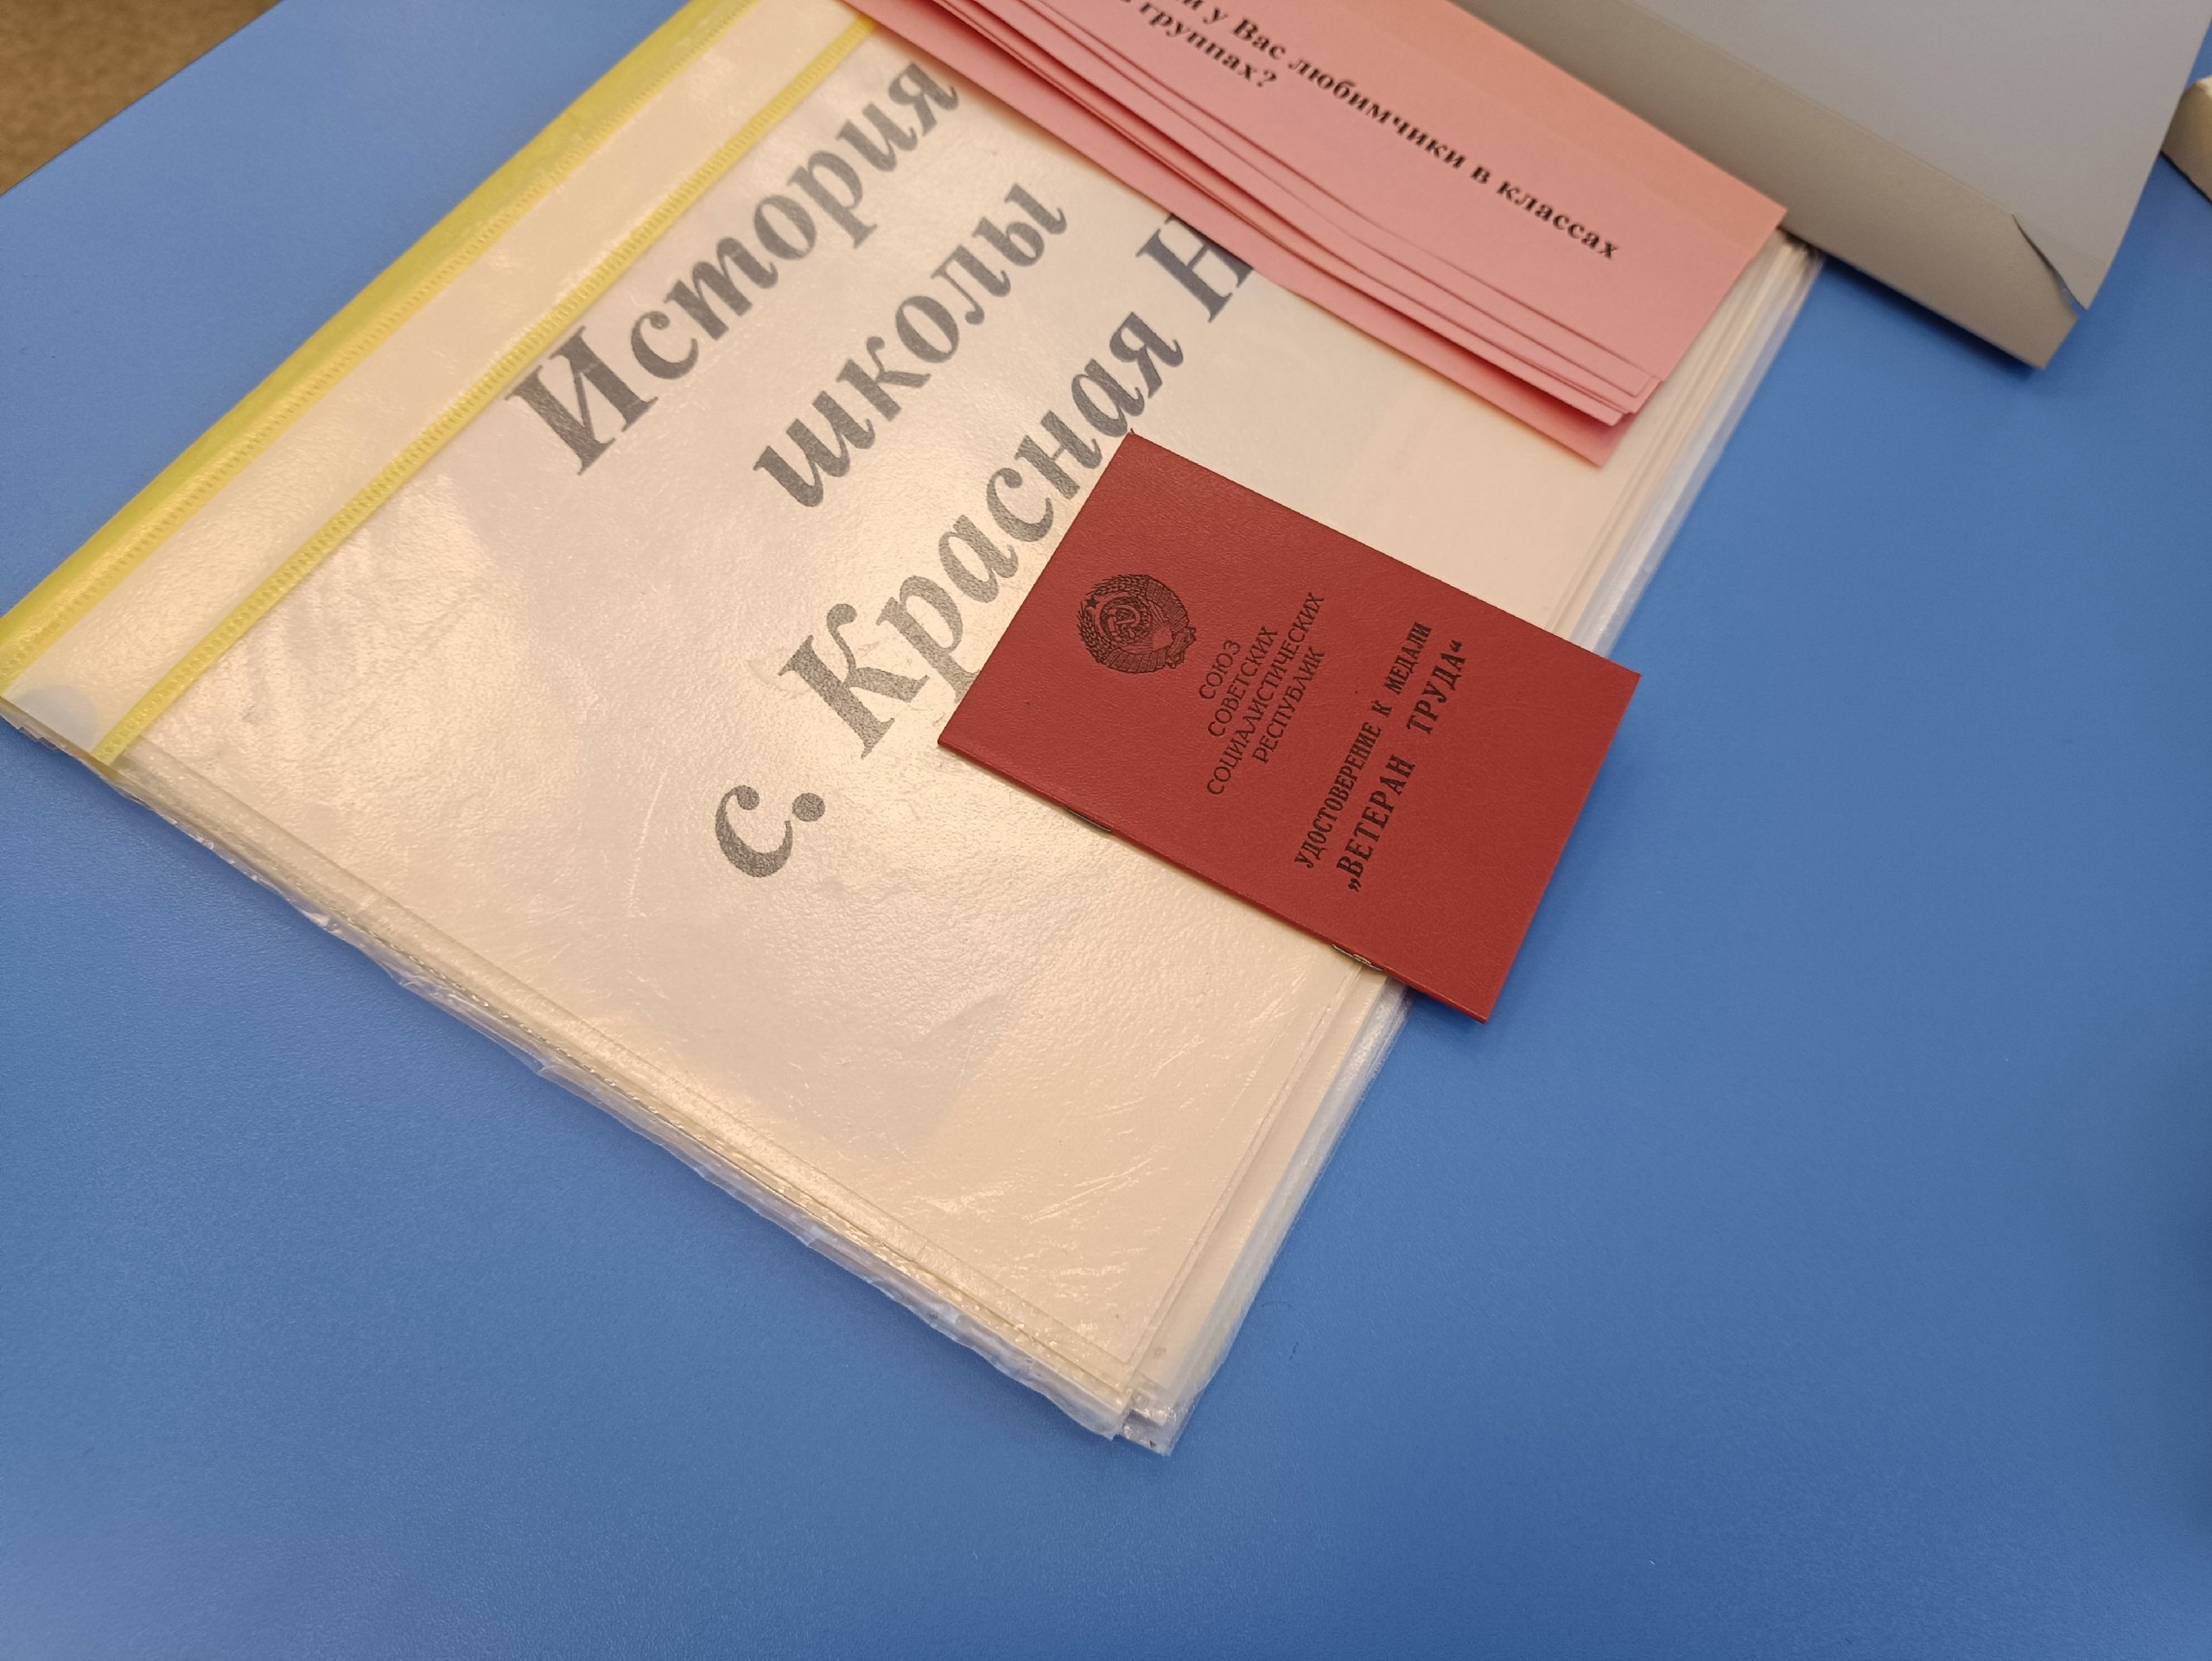 История
школы
с. Красная
у Вас любимчики в классах
группах?
СОЮЗ
СОВЕТСКИХ
СОЦИАЛИСТИЧЕСКИХ
РЕСПУБЛИК
УДОСТОВЕРЕНИЕ К МЕДАЛИ
„ВЕТЕРАН ТРУДА“